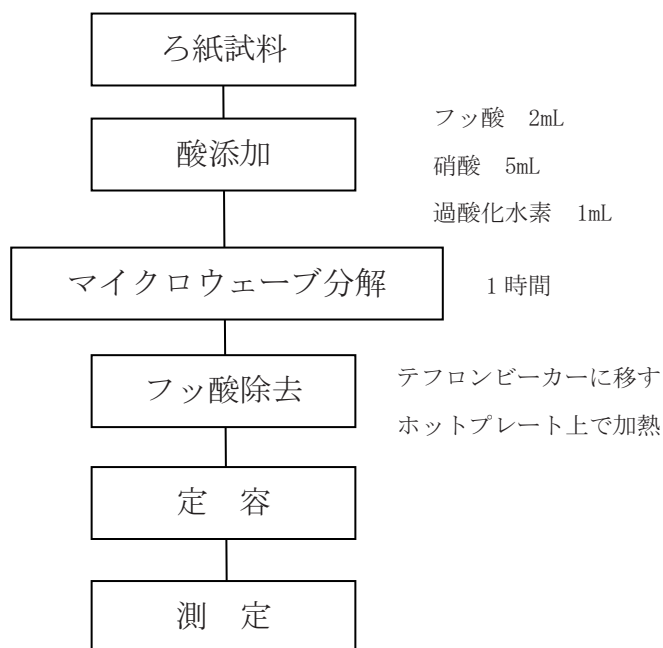 ろ紙試料
酸添加
フッ酸　2mL
硝酸　5mL
過酸化水素　1mL
マイクロウェーブ分解
1時間
フッ酸除去
テフロンビーカーに移す
ホットプレート上で加熱
定　容
測　定